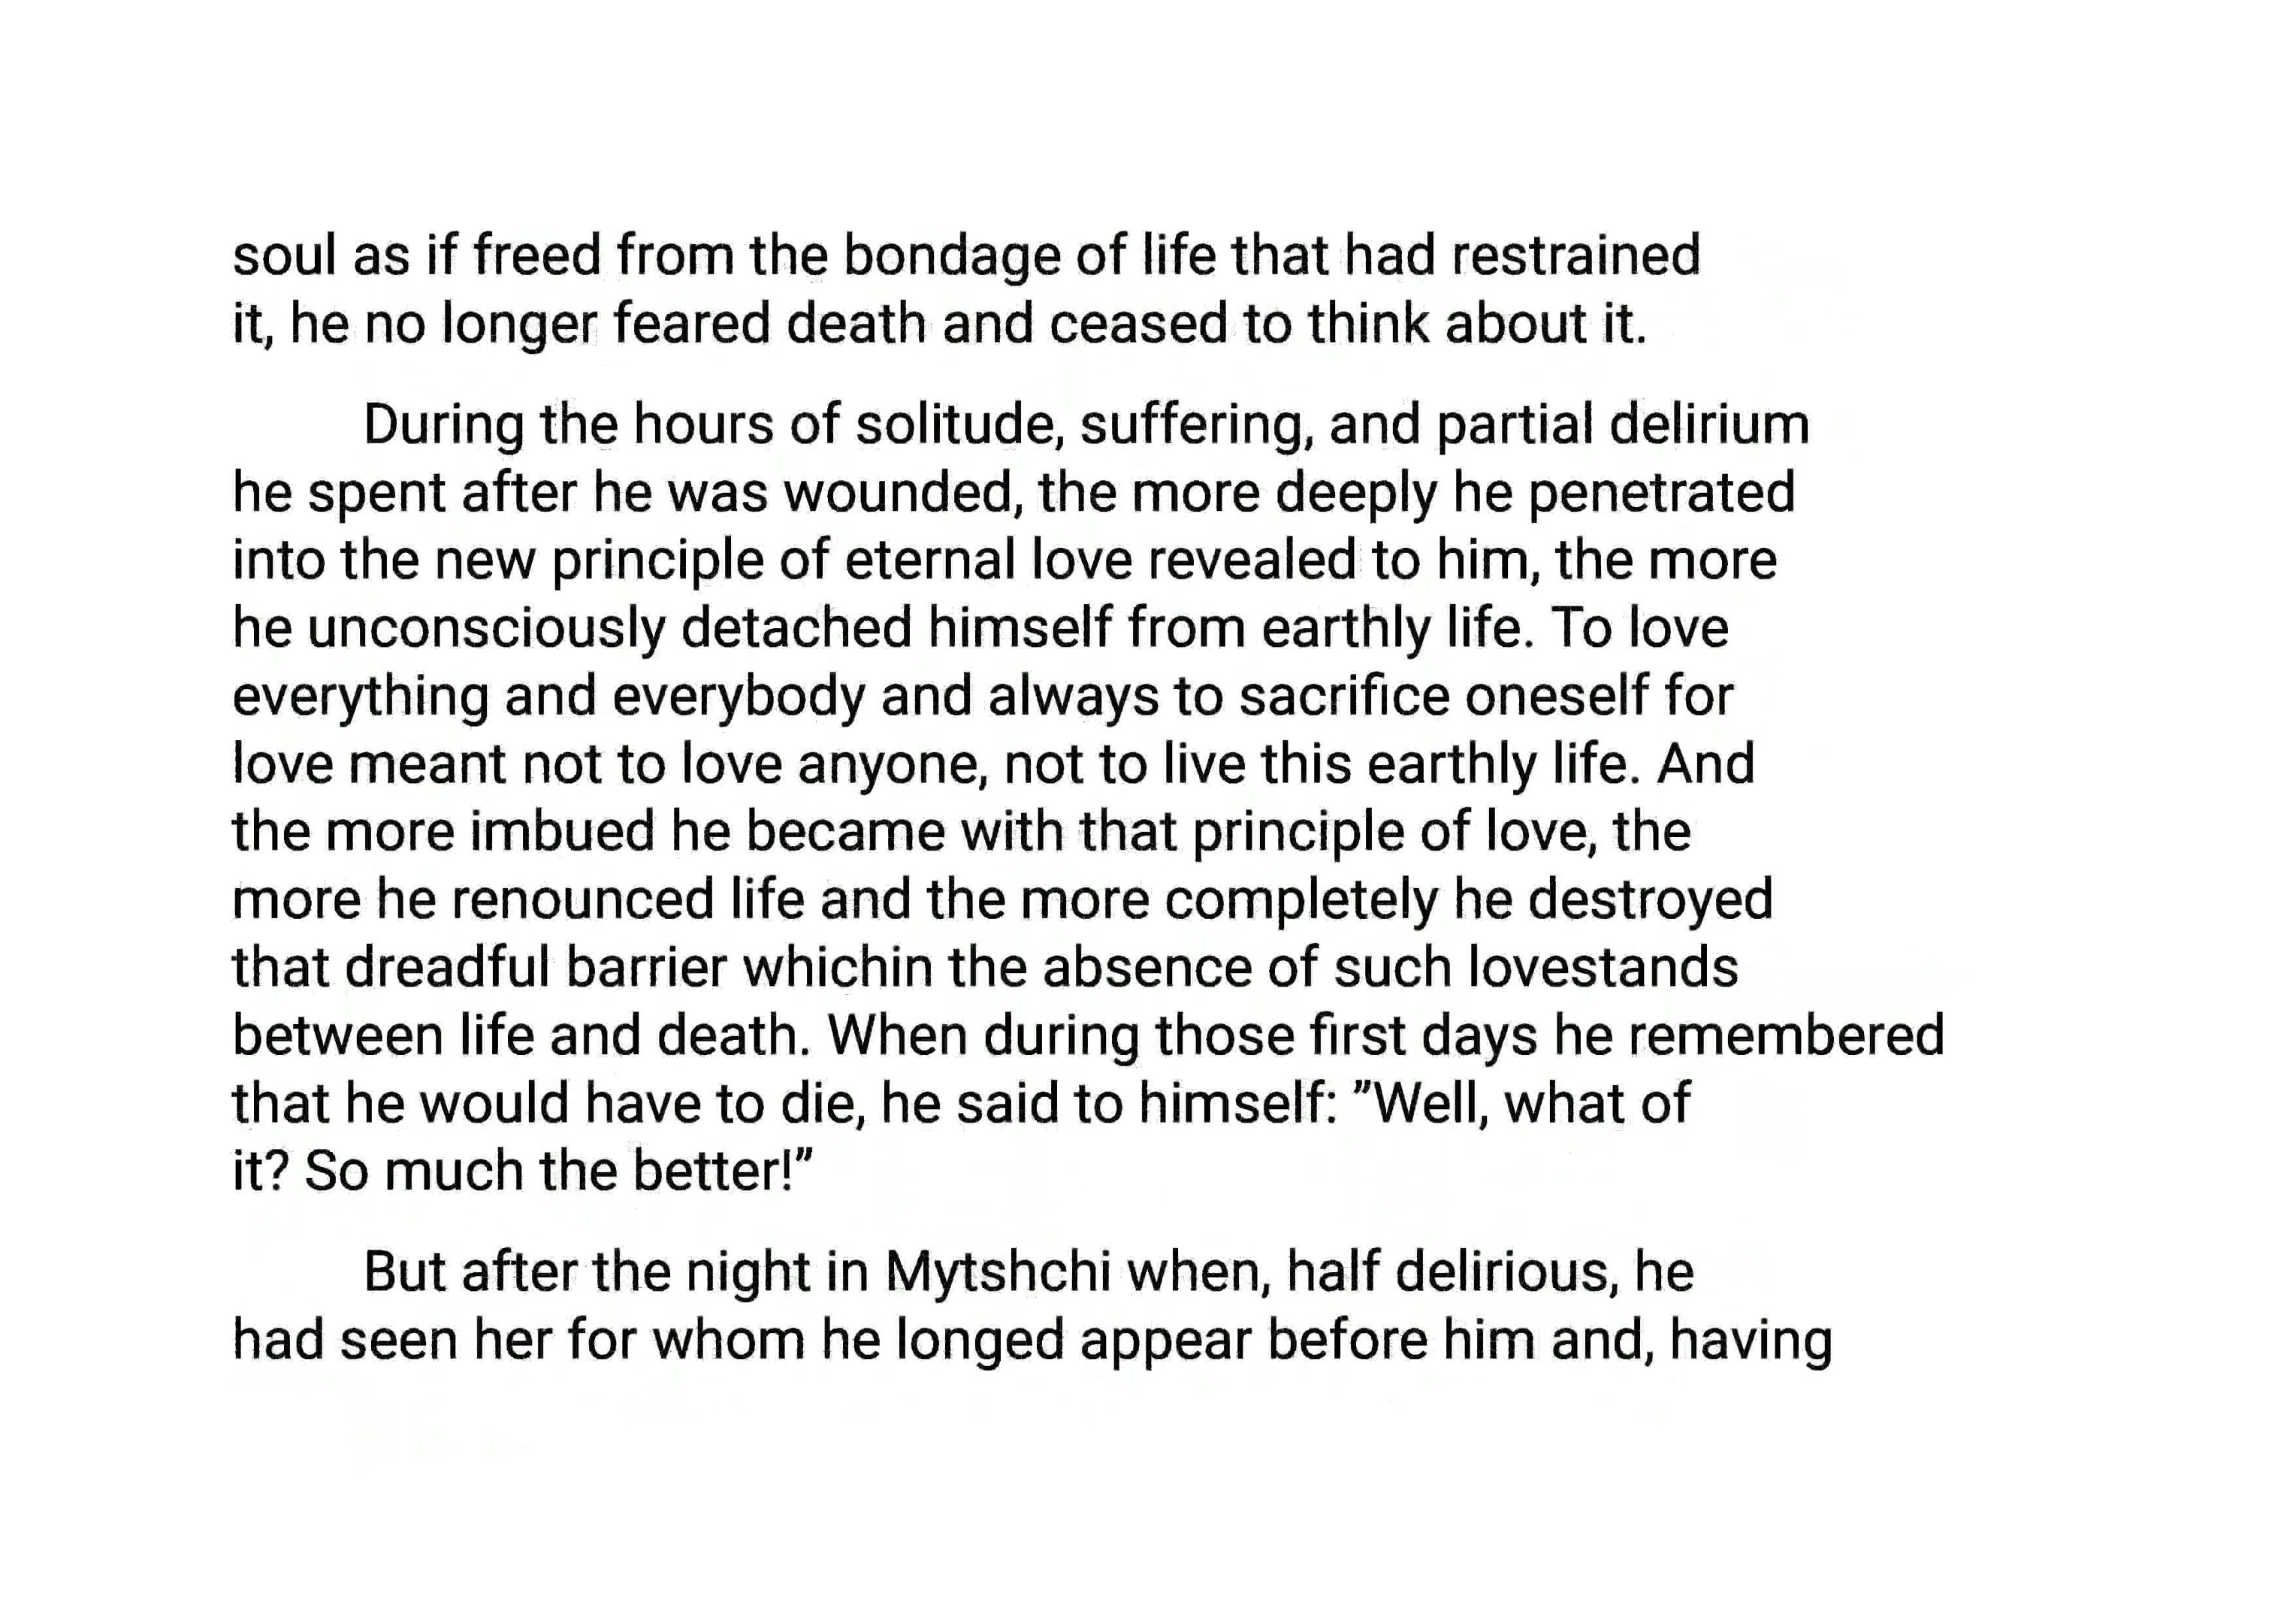 soul as if freed from the bondage of life that had restrained
it, he no longer feared death and ceased to think about it.
During the hours of solitude, suffering, and partial delirium
he spent after he was wounded, the more deeply he penetrated
into the new principle of eternal love revealed to him, the more
he unconsciously detached himself from earthly life. To love
everything and everybody and always to sacrifice oneself for
love meant not to love anyone, not to live this earthly life. And
the more imbued he became with that principle of love, the
more he renounced life and the more completely he destroyed
that dreadful barrier whichin the absence of such lovestands
between life and death. When during those first days he remembered
that he would have to die, he said to himself: ”Well, what of
it? So much the better!”
But after the night in Mytshchi when, half delirious, he
had seen her for whom he longed appear before him and, having